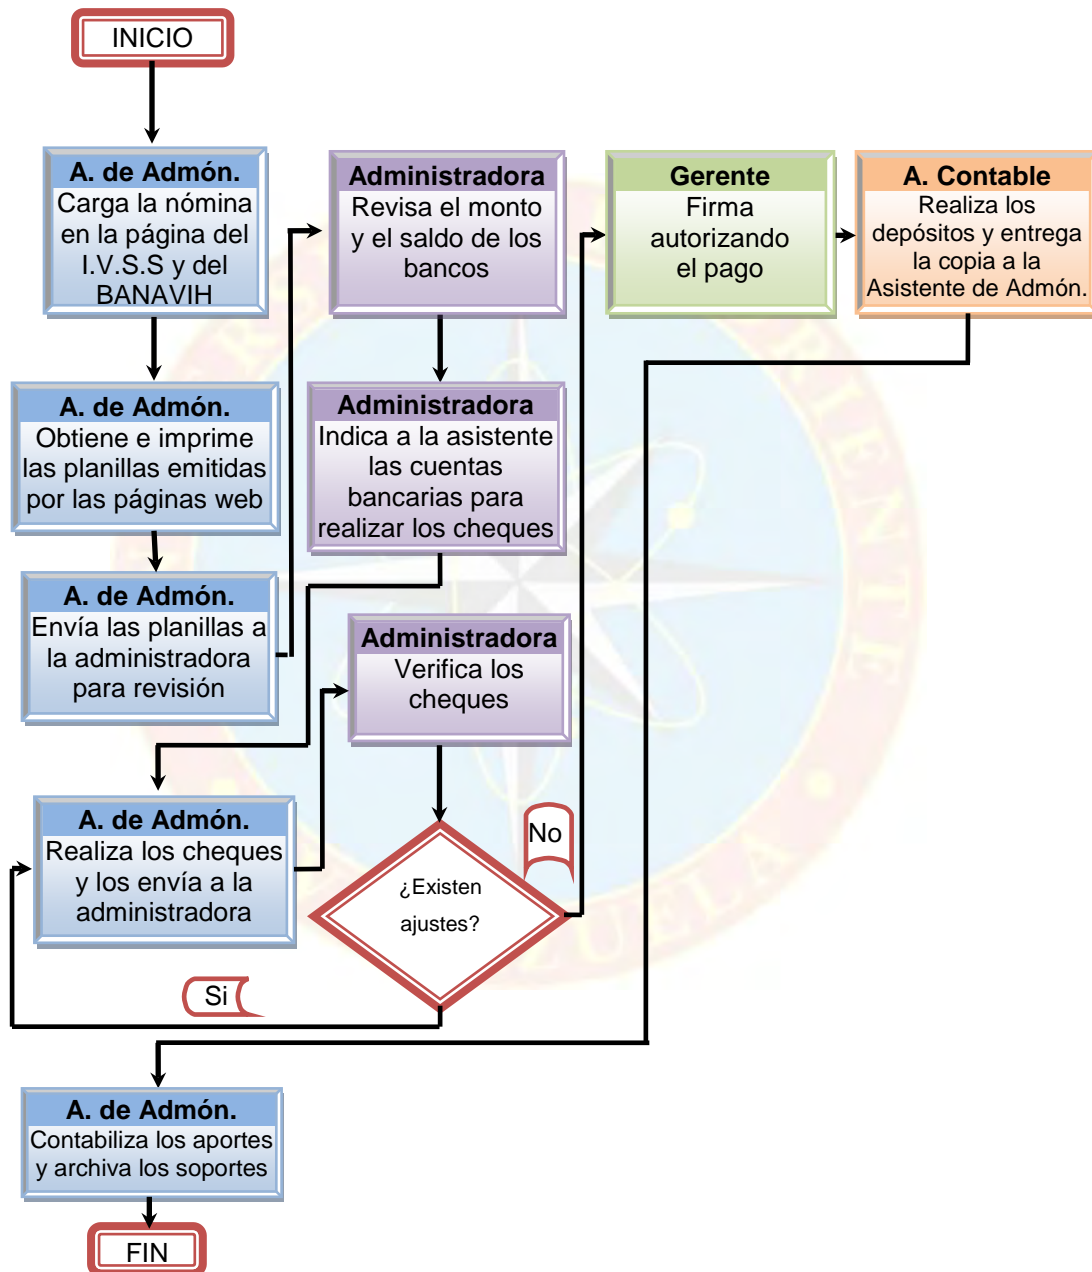 INICIO
A. de Admón.
Carga la nómina
en la página del
I.V.S.S y del
BANAVIH
A. de Admón.
Obtiene e imprime
las planillas emitidas
por las páginas web
A. de Admón.
Envía las planillas a
la administradora
para revisión
Administradora
Revisa el monto
y el saldo de los
bancos
Administradora
Indica a la asistente
las cuentas
bancarias para
realizar los cheques
A. de Admón.
Realiza los cheques
y los envía a la
administradora
Administradora
Verifica los
cheques
¿Existen
ajustes?
Si
No
Gerente
Firma
autorizando
el pago
A. Contable
Realiza los
depósitos y entrega
la copia a la
Asistente de Admón.
A. de Admón.
Contabiliza los aportes
y archiva los soportes
FIN